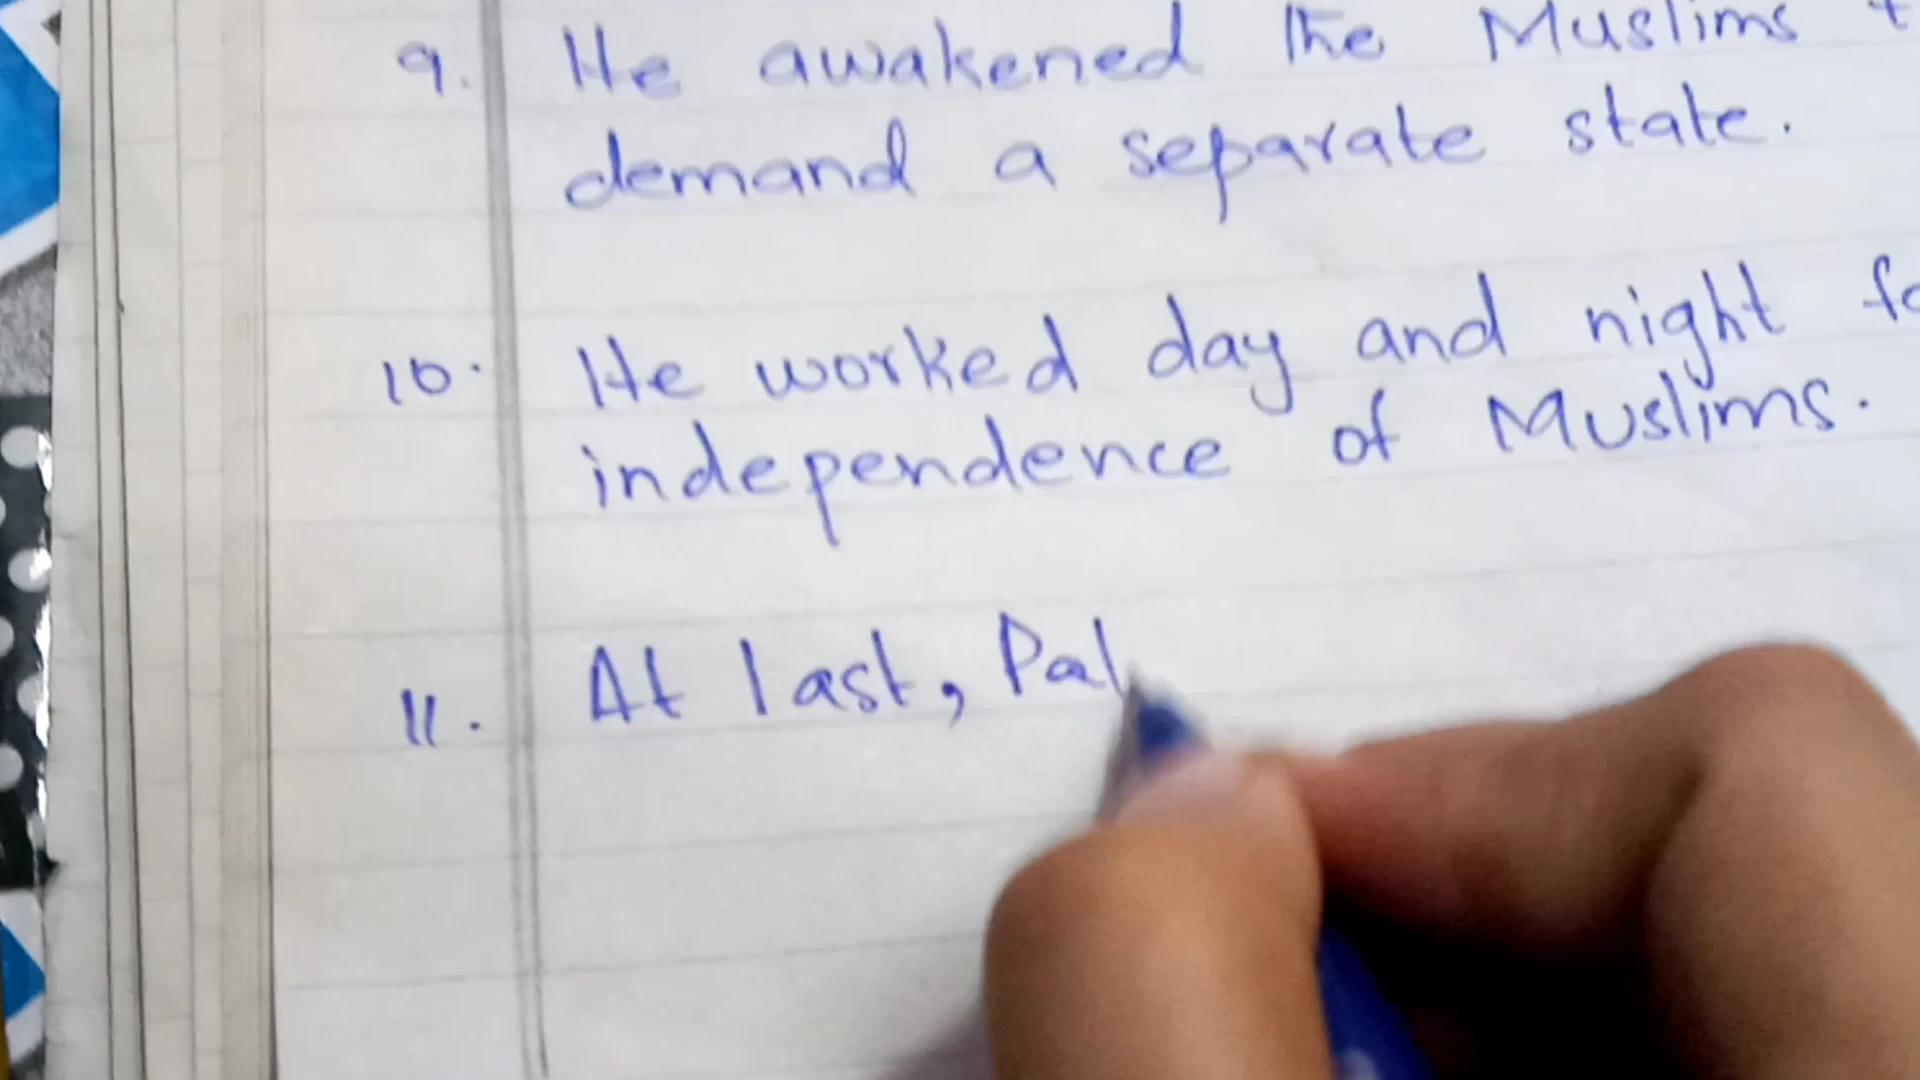 9. He awakened the Muslims t
demand a separate state.
10. He worked day and night fo
independence of Muslims.
11. At last, Pal